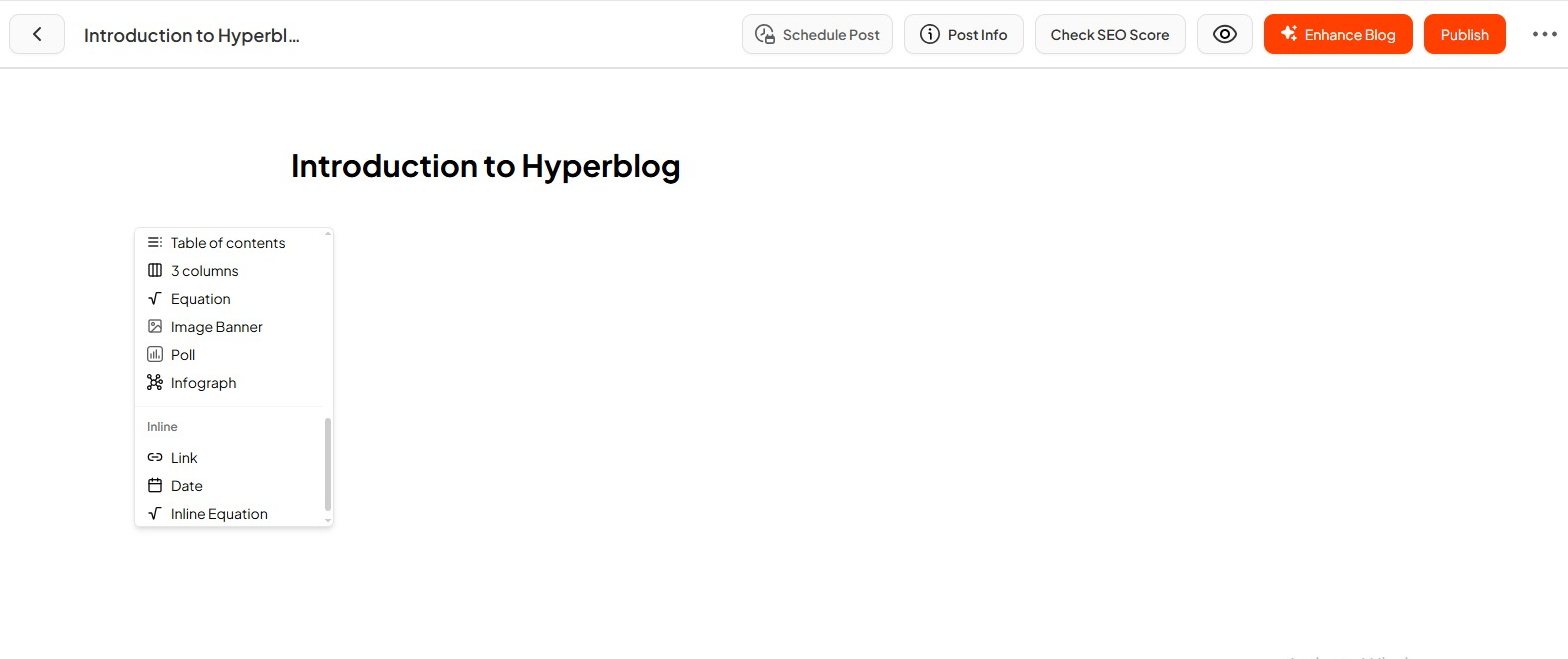 Introduction to Hyperbl...
Schedule Post
Post Info
Check SEO Score
Enhance Blog
Publish
Introduction to Hyperblog
Table of contents
3 columns
Equation
Image Banner
Poll
Infograph
Inline
Link
Date
Inline Equation